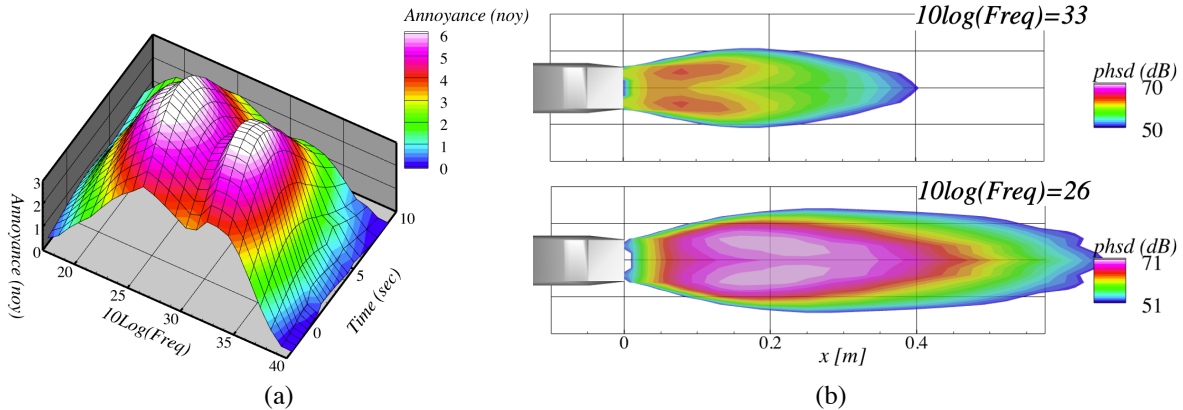 Annoyance (noy)
6
5
4
3
2
1
0
3
2
1
0
Annoyance (noy)
20
25
30
35
40
10Log(Freq)
0
5
10
Time (sec)
(a)
10log(Freq)=33
phsd (dB)
70
50
10log(Freq)=26
phsd (dB)
71
51
0
0.2
0.4
x [m]
(b)